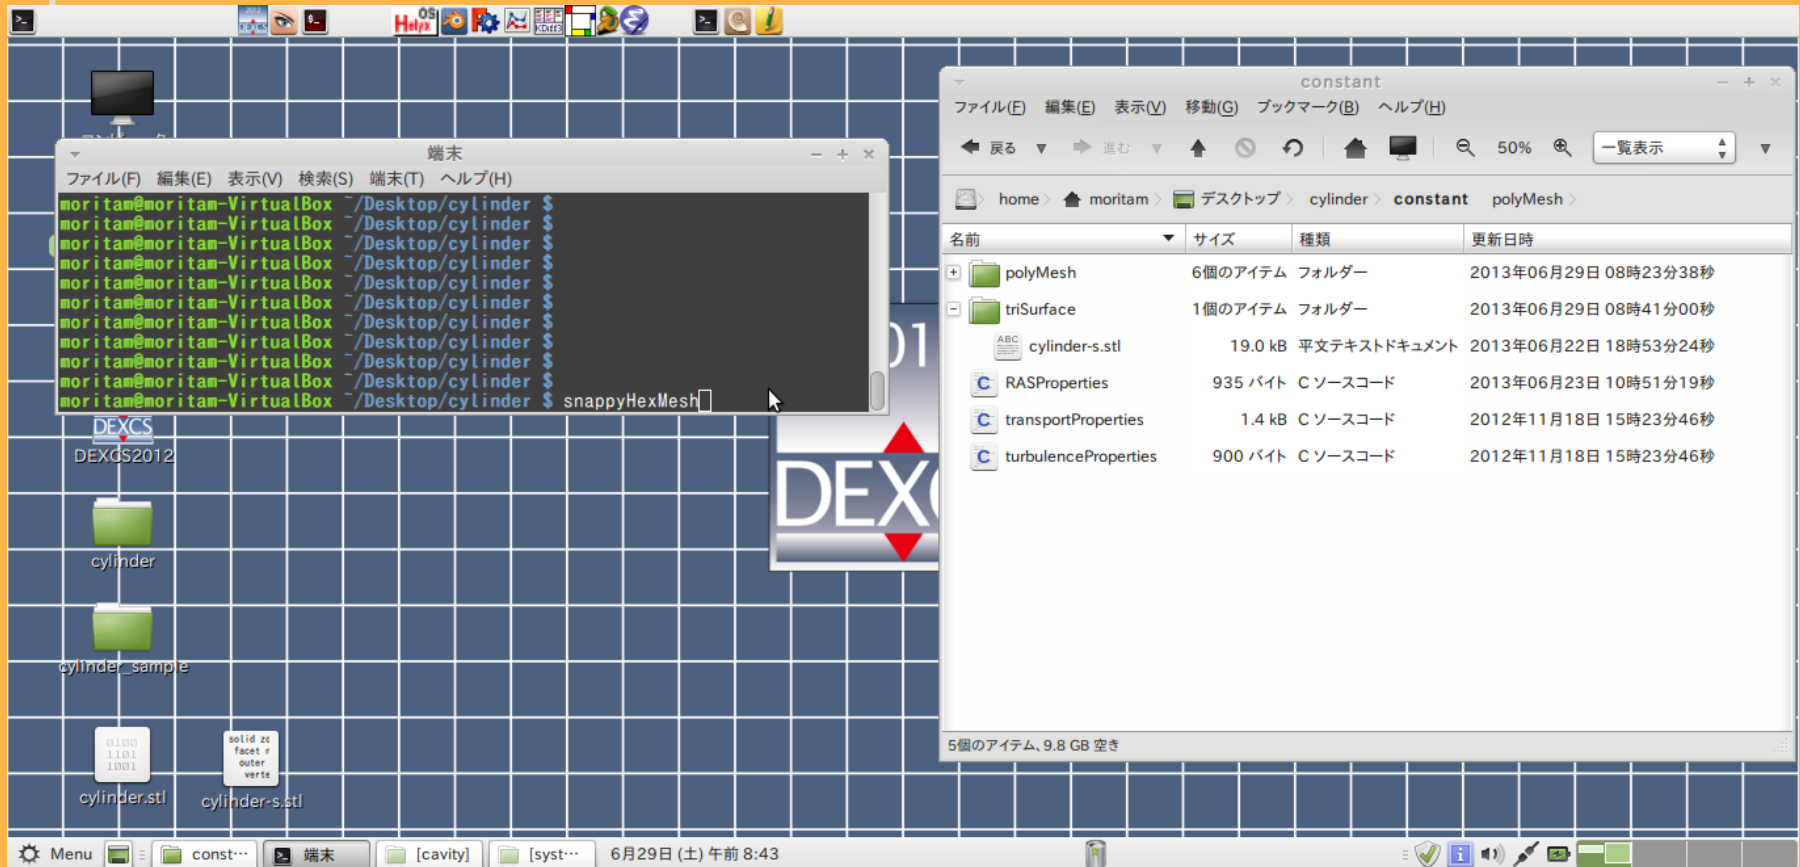 OS
Helyx
2012
KDiff3
端末
ファイル(F) 編集(E) 表示(V) 検索(S) 端末(T) ヘルプ(H)
moritam@moritam-VirtualBox ~/Desktop/cylinder $
moritam@moritam-VirtualBox ~/Desktop/cylinder $
moritam@moritam-VirtualBox ~/Desktop/cylinder $
moritam@moritam-VirtualBox ~/Desktop/cylinder $
moritam@moritam-VirtualBox ~/Desktop/cylinder $
moritam@moritam-VirtualBox ~/Desktop/cylinder $
moritam@moritam-VirtualBox ~/Desktop/cylinder $
moritam@moritam-VirtualBox ~/Desktop/cylinder $
moritam@moritam-VirtualBox ~/Desktop/cylinder $
moritam@moritam-VirtualBox ~/Desktop/cylinder $
moritam@moritam-VirtualBox ~/Desktop/cylinder $ snappyHexMesh
DEXCS
DEXCS2012
cylinder
cylinder_sample
0100
1101
1001
cylinder.stl
solid zc
facet r
outer
verte
cylinder-s.stl
01
DEXC
constant
ファイル(F) 編集(E) 表示(V) 移動(G) ブックマーク(B) ヘルプ(H)
戻る 進む 50% 一覧表示
home moritam デスクトップ cylinder constant polyMesh
名前 サイズ 種類 更新日時
polyMesh 6個のアイテム フォルダー 2013年06月29日 08時23分38秒
triSurface 1個のアイテム フォルダー 2013年06月29日 08時41分00秒
ABC cylinder-s.stl 19.0 kB 平文テキストドキュメント 2013年06月22日 18時53分24秒
C RASProperties 935 バイト C ソースコード 2013年06月23日 10時51分19秒
C transportProperties 1.4 kB C ソースコード 2012年11月18日 15時23分46秒
C turbulenceProperties 900 バイト C ソースコード 2012年11月18日 15時23分46秒
5個のアイテム、9.8 GB 空き
Menu const… 端末 [cavity] [syst… 6月29日 (土) 午前 8:43